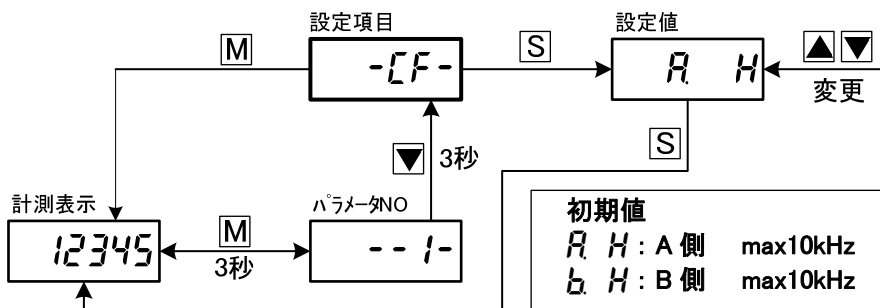 設定項目
設定値
M
-CF-
S
A. H
▲ ▼
変更
S
▼ 3秒
計測表示
パラメータNO
12345
M
3秒
--1-
初期値
A. H : A 側 max10kHz
b. H : B 側 max10kHz